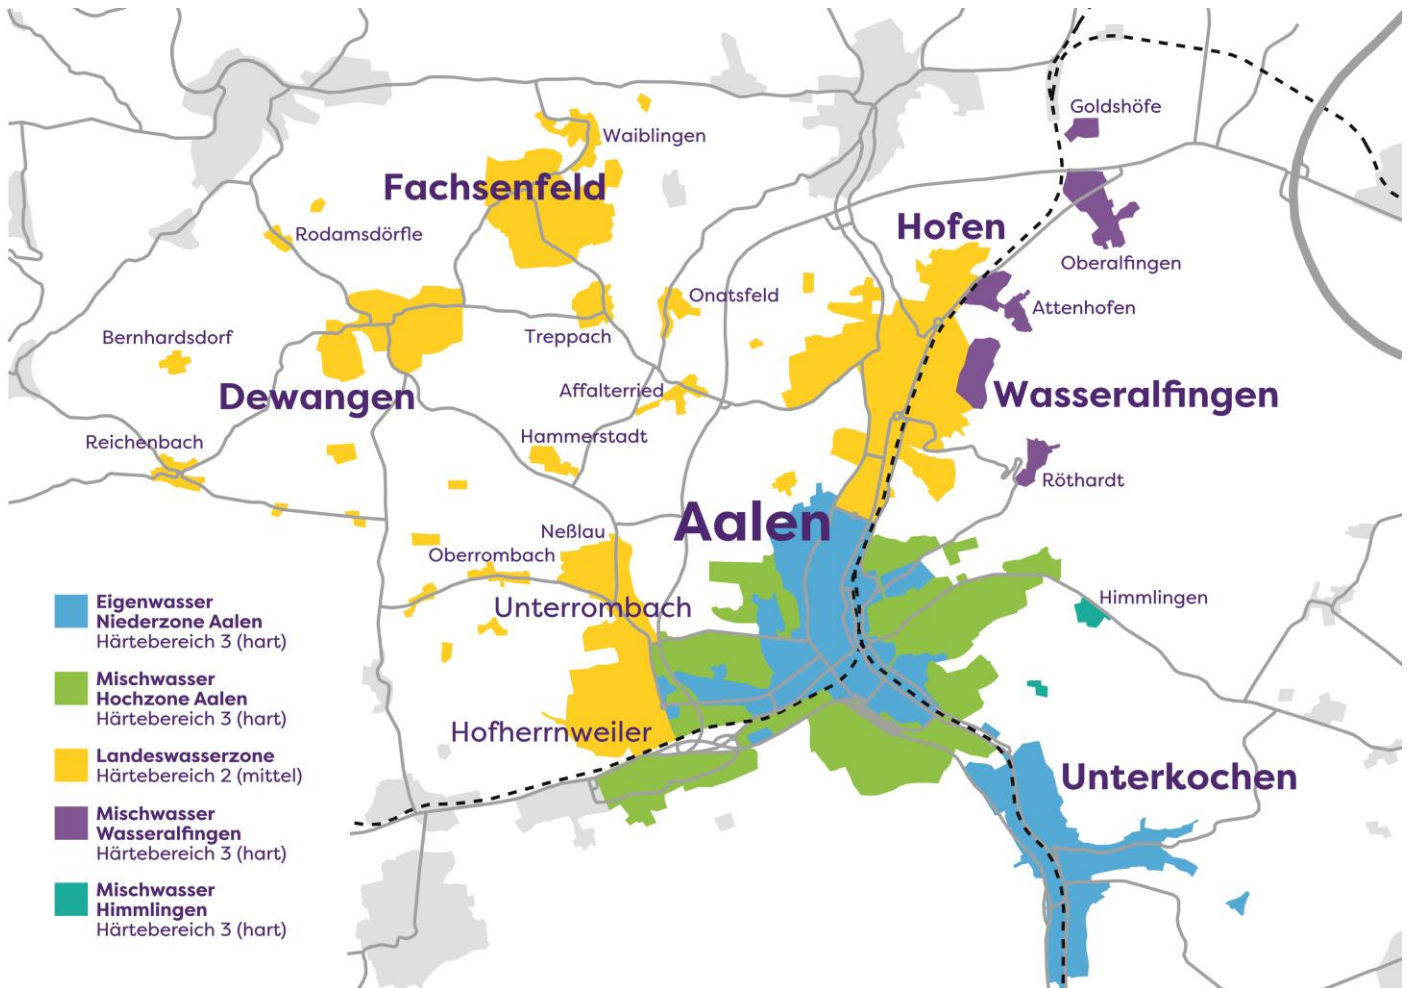 Goldshöfe
Waiblingen
Fachsenfeld
Hofen
Rodamsdörfle
Oberalfingen
Onatsfeld
Attenhofen
Bernhardsdorf
Treppach
Dewangen
Affalterried
Wasseralfingen
Reichenbach
Hammerstadt
Röthardt
Aalen
Neßlau
Oberrombach
Unterrombach
Himmlingen
Hofherrnweiler
Unterkochen
Eigenwasser
Niederzone Aalen
Härtebereich 3 (hart)
Mischwasser
Hochzone Aalen
Härtebereich 3 (hart)
Landeswasserzone
Härtebereich 2 (mittel)
Mischwasser
Wasseralfingen
Härtebereich 3 (hart)
Mischwasser
Himmlingen
Härtebereich 3 (hart)